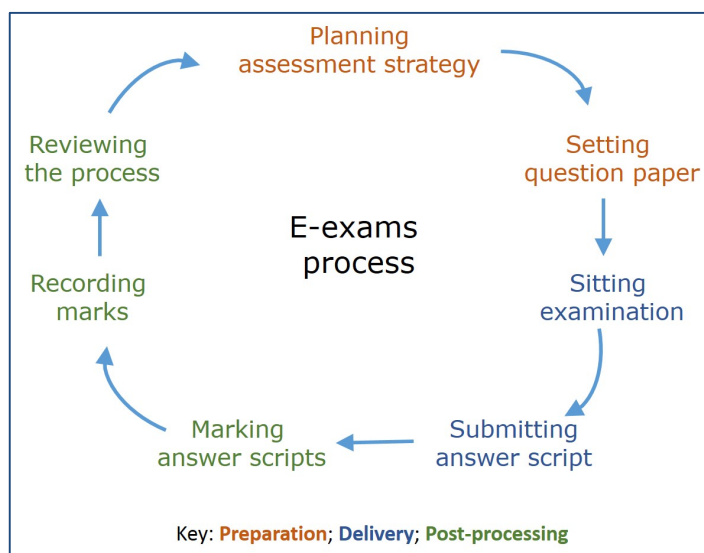 Planning
assessment strategy
Setting
question paper
Sitting
examination
Submitting
answer script
Marking
answer scripts
Recording
marks
Reviewing
the process
E-exams
process
Key: Preparation; Delivery; Post-processing